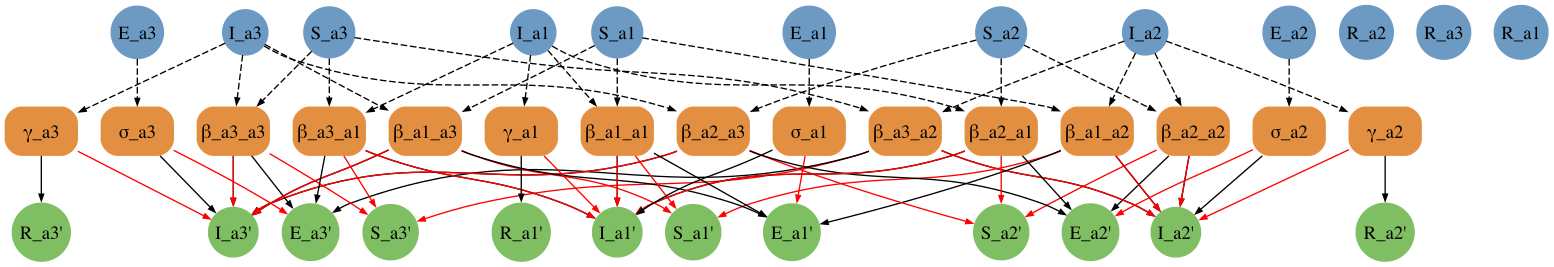 E_a3 I_a3 S_a3 I_a1 S_a1 E_a1 S_a2 I_a2 E_a2 R_a2 R_a3 R_a1
γ_a3 σ_a3 β_a3_a3 β_a3_a1 β_a1_a3 γ_a1 β_a1_a1 β_a2_a3 σ_a1 β_a3_a2 β_a2_a1 β_a1_a2 β_a2_a2 σ_a2 γ_a2
R_a3' I_a3' E_a3' S_a3' R_a1' I_a1' S_a1' E_a1' S_a2' E_a2' I_a2' R_a2'